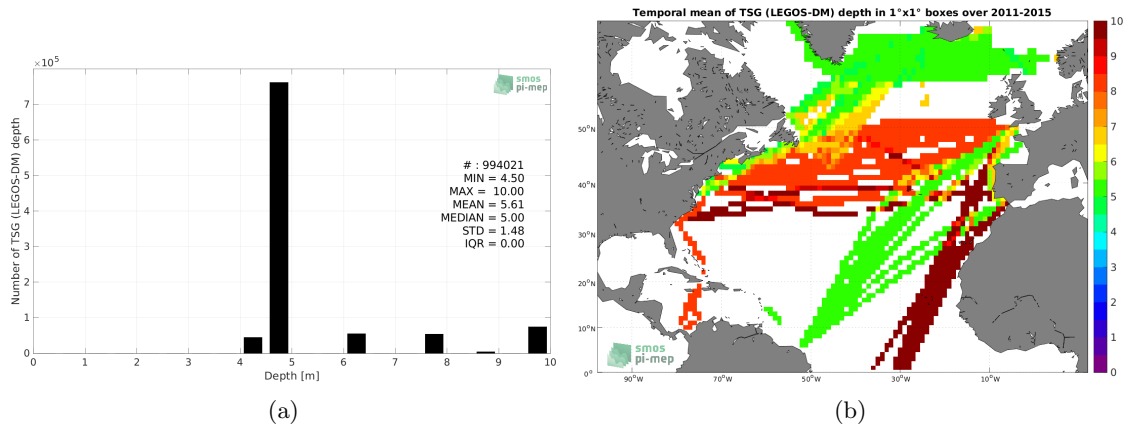 ×10⁵
7
6
5
4
3
2
1
0
Number of TSG (LEGOS-DM) depth
smos
pi-mep
# : 994021
MIN = 4.50
MAX = 10.00
MEAN = 5.61
MEDIAN = 5.00
STD = 1.48
IQR = 0.00
0 1 2 3 4 5 6 7 8 9 10
Depth [m]
(a)
Temporal mean of TSG (LEGOS-DM) depth in 1°x1° boxes over 2011-2015
50°N
40°N
30°N
20°N
10°N
0°
90°W 70°W 50°W 30°W 10°W
smos
pi-mep
10
9
8
7
6
5
4
3
2
1
0
(b)